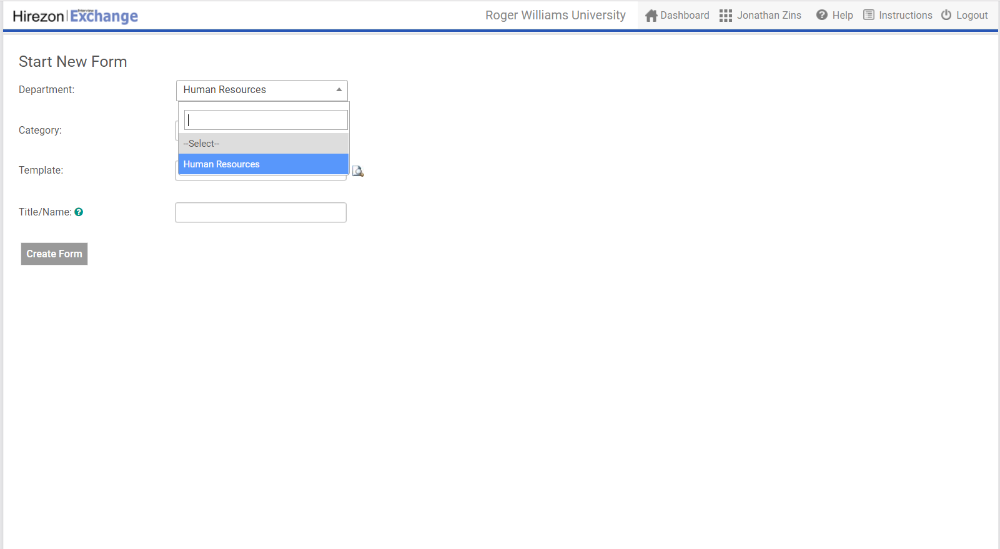 Hirezon Interview Exchange
Roger Williams University Dashboard Jonathan Zins Help Instructions Logout
Start New Form
Department: Human Resources
Category:
--Select--
Human Resources
Template:
Title/Name: ?
Create Form